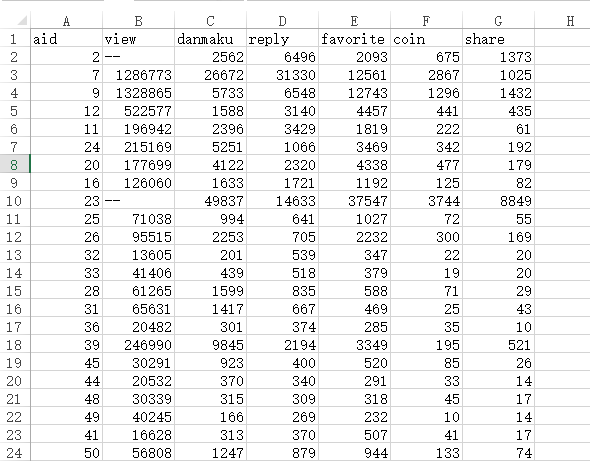 A B C D E F G H
1 aid view danmaku reply favorite coin share
2 2 -- 2562 6496 2093 675 1373
3 7 1286773 26672 31330 12561 2867 1025
4 9 1328865 5733 6548 12743 1296 1432
5 12 522577 1588 3140 4457 441 435
6 11 196942 2396 3429 1819 222 61
7 24 215169 5251 1066 3469 342 192
8 20 177699 4122 2320 4338 477 179
9 16 126060 1633 1721 1192 125 82
10 23 -- 49837 14633 37547 3744 8849
11 25 71038 994 641 1027 72 55
12 26 95515 2253 705 2232 300 169
13 32 13605 201 539 347 22 20
14 33 41406 439 518 379 19 20
15 28 61265 1599 835 588 71 29
16 31 65631 1417 667 469 25 43
17 36 20482 301 374 285 35 10
18 39 246990 9845 2194 3349 195 521
19 45 30291 923 400 520 85 26
20 44 20532 370 340 291 33 14
21 48 30339 315 309 318 45 17
22 49 40245 166 269 232 10 14
23 41 16628 313 370 507 41 17
24 50 56808 1247 879 944 133 74